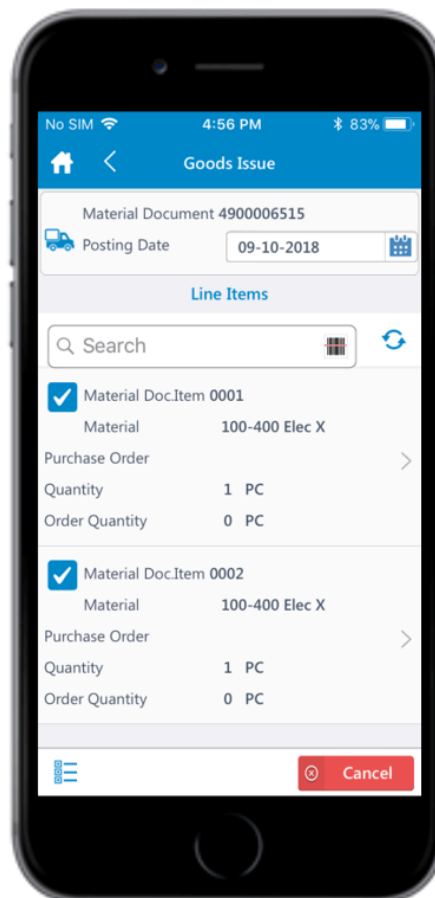 No SIM 4:56 PM 83%
Goods Issue
Material Document 4900006515
Posting Date 09-10-2018
Line Items
Search
Material Doc.Item 0001
Material 100-400 Elec X
Purchase Order
Quantity 1 PC
Order Quantity 0 PC
Material Doc.Item 0002
Material 100-400 Elec X
Purchase Order
Quantity 1 PC
Order Quantity 0 PC
Cancel